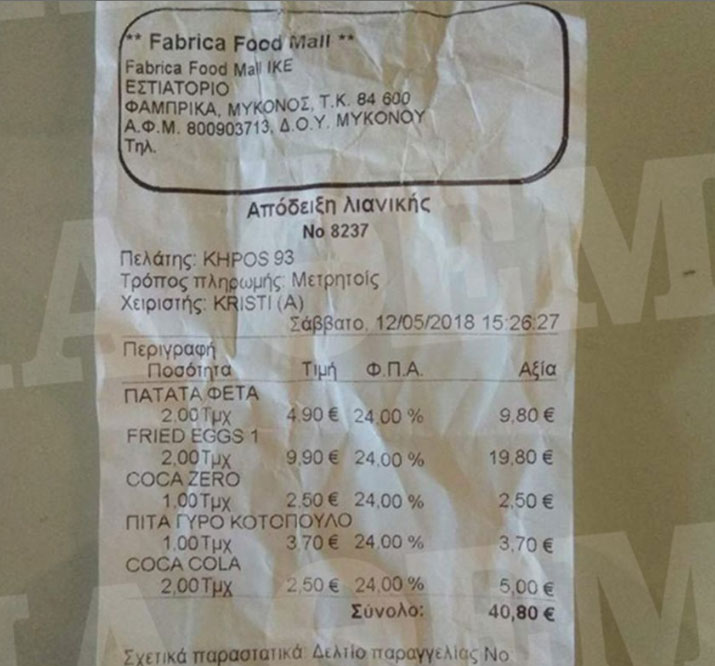 ** Fabrica Food Mall **
Fabrica Food Mall IKE
ΕΣΤΙΑΤΟΡΙΟ
ΦΑΜΠΡΙΚΑ, ΜΥΚΟΝΟΣ, Τ.Κ. 84 600
Α.Φ.Μ. 800903713, Δ.Ο.Υ. ΜΥΚΟΝΟΥ
Τηλ.
Απόδειξη λιανικής
No 8237
Πελάτης: KHPOS 93
Τρόπος πληρωμής: Μετρητοίς
Χειριστής: KRISTI (A)
Σάββατο, 12/05/2018 15:26:27
Περιγραφή
Ποσότητα Τιμή Φ.Π.Α. Αξία
ΠΑΤΑΤΑ ΦΕΤΑ
2,00Τμχ 4,90 € 24,00 % 9,80 €
FRIED EGGS 1
2,00Τμχ 9,90 € 24,00 % 19,80 €
COCA ZERO
1,00Τμχ 2,50 € 24,00 % 2,50 €
ΠΙΤΑ ΓΥΡΟ ΚΟΤΟΠΟΥΛΟ
1,00Τμχ 3,70 € 24,00 % 3,70 €
COCA COLA
2,00Τμχ 2,50 € 24,00 % 5,00 €
Σύνολο: 40,80 €
Σχετικά παραστατικά: Δελτίο παραγγελίας No